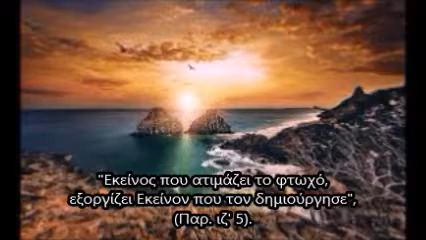 "Εκείνος που ατιμάζει το φτωχό,
εξοργίζει Εκείνον που τον δημιούργησε",
(Παρ. ιζ' 5).